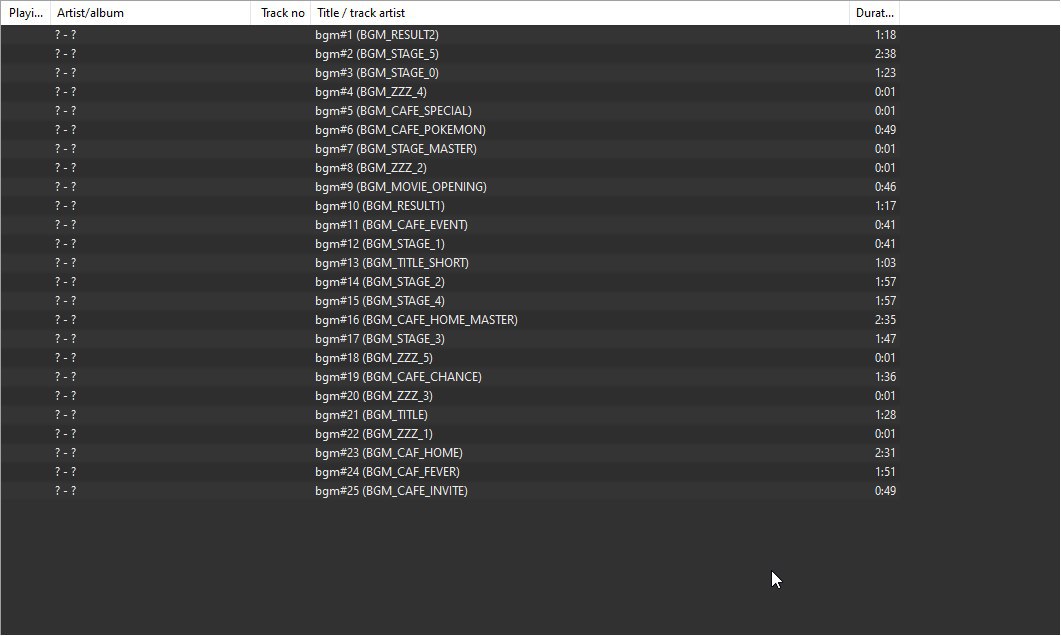 Playi... Artist/album Track no Title / track artist Durat...
? - ? bgm#1 (BGM_RESULT2) 1:18
? - ? bgm#2 (BGM_STAGE_5) 2:38
? - ? bgm#3 (BGM_STAGE_0) 1:23
? - ? bgm#4 (BGM_ZZZ_4) 0:01
? - ? bgm#5 (BGM_CAFE_SPECIAL) 0:01
? - ? bgm#6 (BGM_CAFE_POKEMON) 0:49
? - ? bgm#7 (BGM_STAGE_MASTER) 0:01
? - ? bgm#8 (BGM_ZZZ_2) 0:01
? - ? bgm#9 (BGM_MOVIE_OPENING) 0:46
? - ? bgm#10 (BGM_RESULT1) 1:17
? - ? bgm#11 (BGM_CAFE_EVENT) 0:41
? - ? bgm#12 (BGM_STAGE_1) 0:41
? - ? bgm#13 (BGM_TITLE_SHORT) 1:03
? - ? bgm#14 (BGM_STAGE_2) 1:57
? - ? bgm#15 (BGM_STAGE_4) 1:57
? - ? bgm#16 (BGM_CAFE_HOME_MASTER) 2:35
? - ? bgm#17 (BGM_STAGE_3) 1:47
? - ? bgm#18 (BGM_ZZZ_5) 0:01
? - ? bgm#19 (BGM_CAFE_CHANCE) 1:36
? - ? bgm#20 (BGM_ZZZ_3) 0:01
? - ? bgm#21 (BGM_TITLE) 1:28
? - ? bgm#22 (BGM_ZZZ_1) 0:01
? - ? bgm#23 (BGM_CAF_HOME) 2:31
? - ? bgm#24 (BGM_CAF_FEVER) 1:51
? - ? bgm#25 (BGM_CAFE_INVITE) 0:49